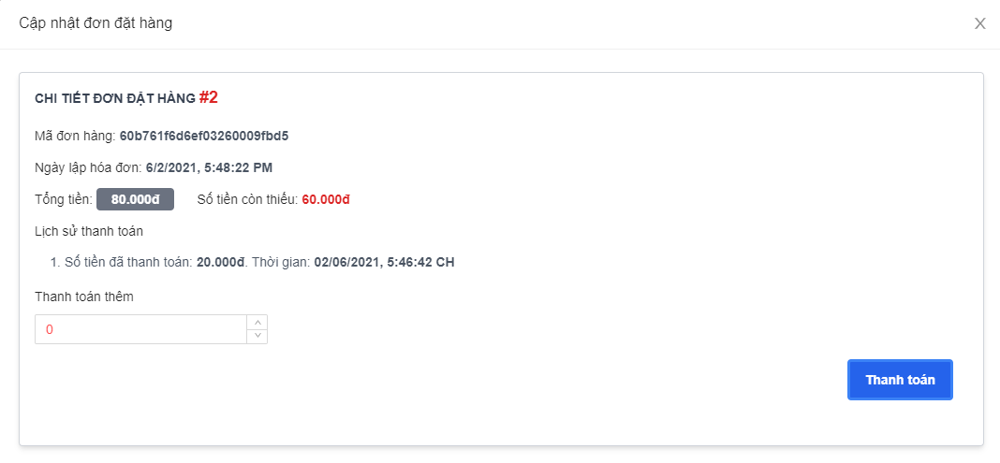 Cập nhật đơn đặt hàng
CHI TIẾT ĐƠN ĐẶT HÀNG #2
Mã đơn hàng: 60b761f6d6ef03260009fbd5
Ngày lập hóa đơn: 6/2/2021, 5:48:22 PM
Tổng tiền: 80.000đ Số tiền còn thiếu: 60.000đ
Lịch sử thanh toán
1. Số tiền đã thanh toán: 20.000đ. Thời gian: 02/06/2021, 5:46:42 CH
Thanh toán thêm
0
Thanh toán